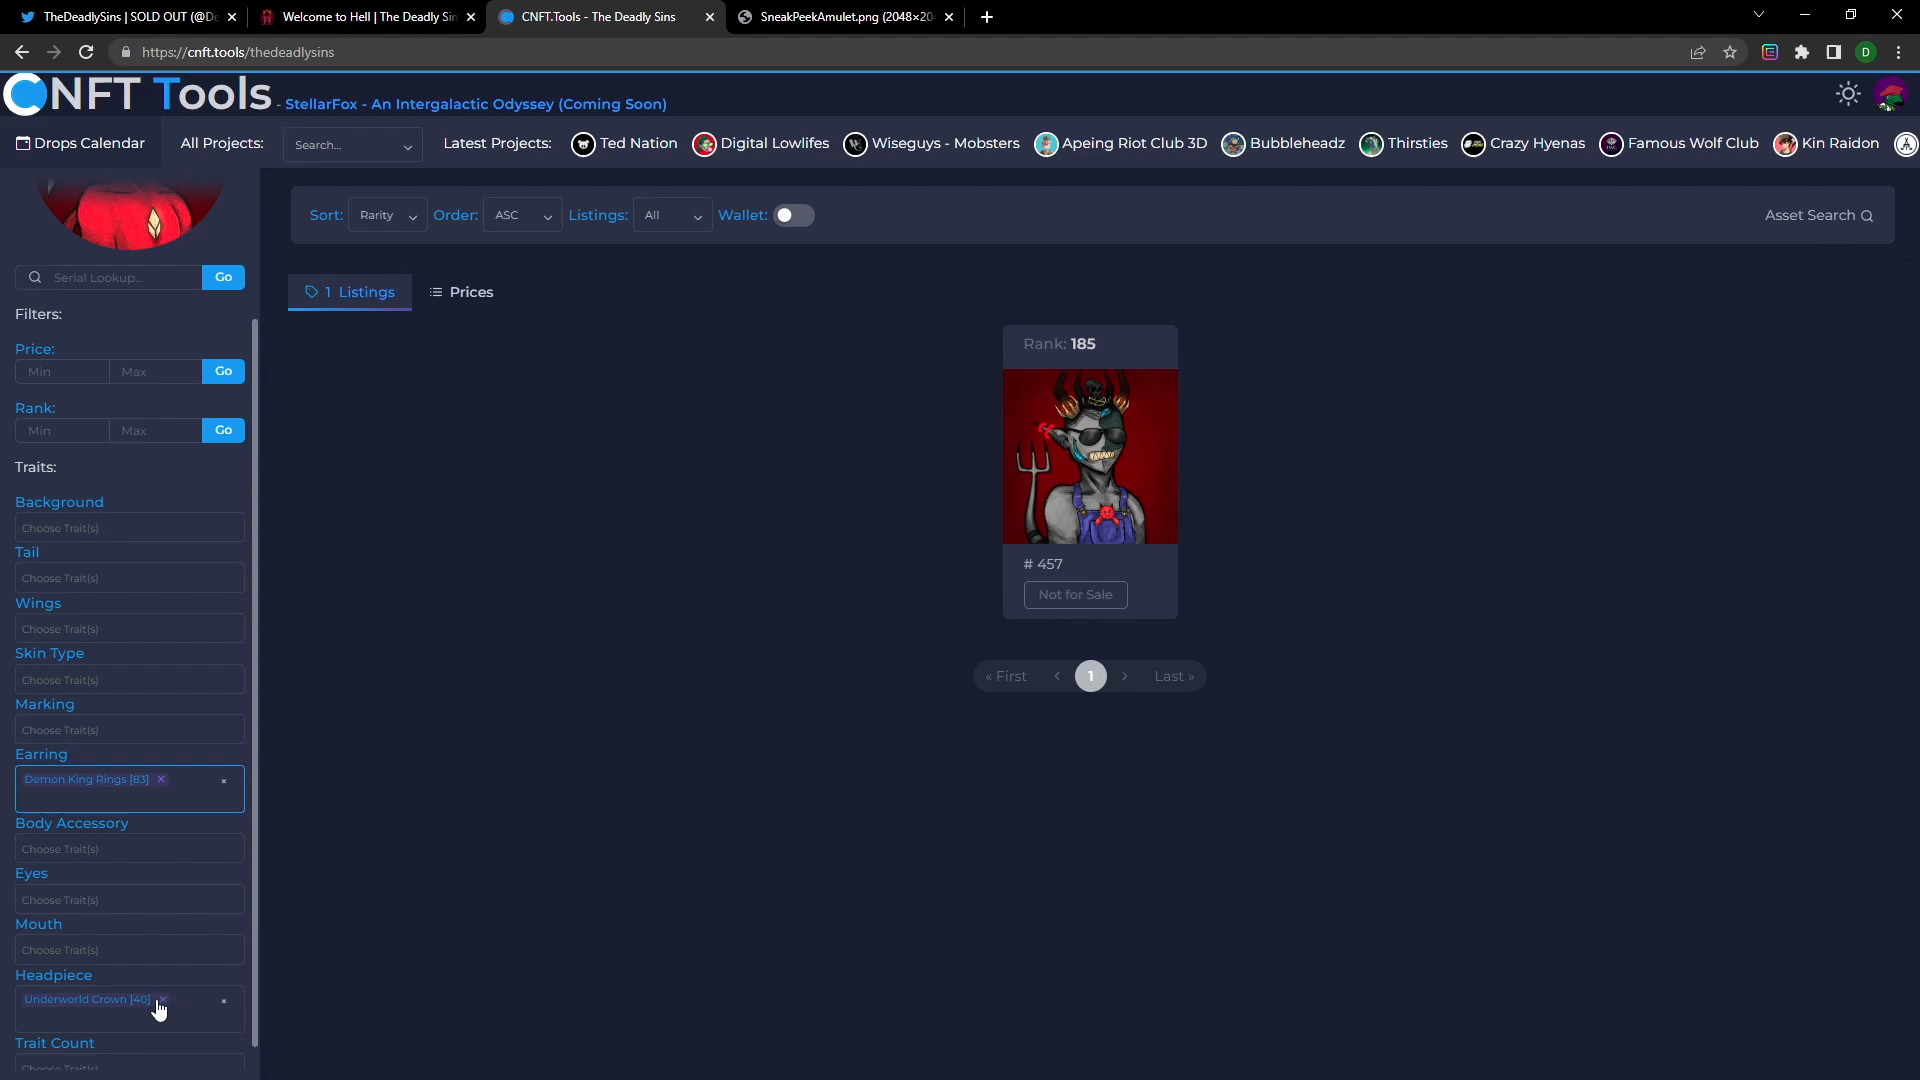 TheDeadlySins | SOLD OUT (@De
Welcome to Hell | The Deadly Sin
CNFT.Tools - The Deadly Sins
SneakPeekAmulet.png (2048×20
https://cnft.tools/thedeadlysins
D
CNFT Tools - StellarFox - An Intergalactic Odyssey (Coming Soon)
Drops Calendar
All Projects:
Search...
Latest Projects:
Ted Nation
Digital Lowlifes
Wiseguys - Mobsters
Apeing Riot Club 3D
Bubbleheadz
Thirsties
Crazy Hyenas
Famous Wolf Club
Kin Raidon
Sort: Rarity Order: ASC Listings: All Wallet:
Asset Search
Serial Lookup... Go
1 Listings
Prices
Filters:
Price:
Min Max Go
Rank:
Min Max Go
Traits:
Background
Choose Trait(s)
Tail
Choose Trait(s)
Wings
Choose Trait(s)
Skin Type
Choose Trait(s)
Marking
Choose Trait(s)
Earring
Demon King Rings [83]
Body Accessory
Choose Trait(s)
Eyes
Choose Trait(s)
Mouth
Choose Trait(s)
Headpiece
Underworld Crown [40]
Trait Count
Choose Trait(s)
Rank: 185
# 457
Not for Sale
« First ‹ 1 › Last »